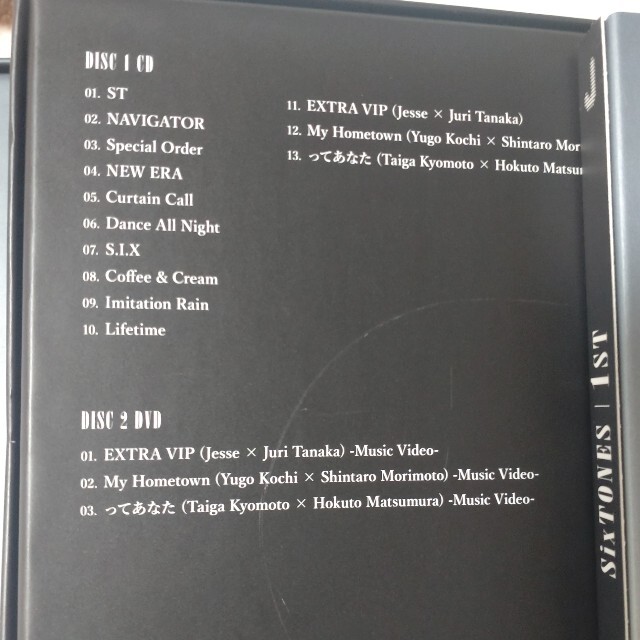 DISC 1 CD
01. ST
02. NAVIGATOR
03. Special Order
04. NEW ERA
05. Curtain Call
06. Dance All Night
07. S.I.X
08. Coffee & Cream
09. Imitation Rain
10. Lifetime
11. EXTRA VIP (Jesse × Juri Tanaka)
12. My Hometown (Yugo Kochi × Shintaro Mor
13. ってあなた (Taiga Kyomoto × Hokuto Matsu
DISC 2 DVD
01. EXTRA VIP (Jesse × Juri Tanaka) -Music Video-
02. My Hometown (Yugo Kochi × Shintaro Morimoto) -Music Video-
03. ってあなた (Taiga Kyomoto × Hokuto Matsumura) -Music Video-
SixTONES | 1ST